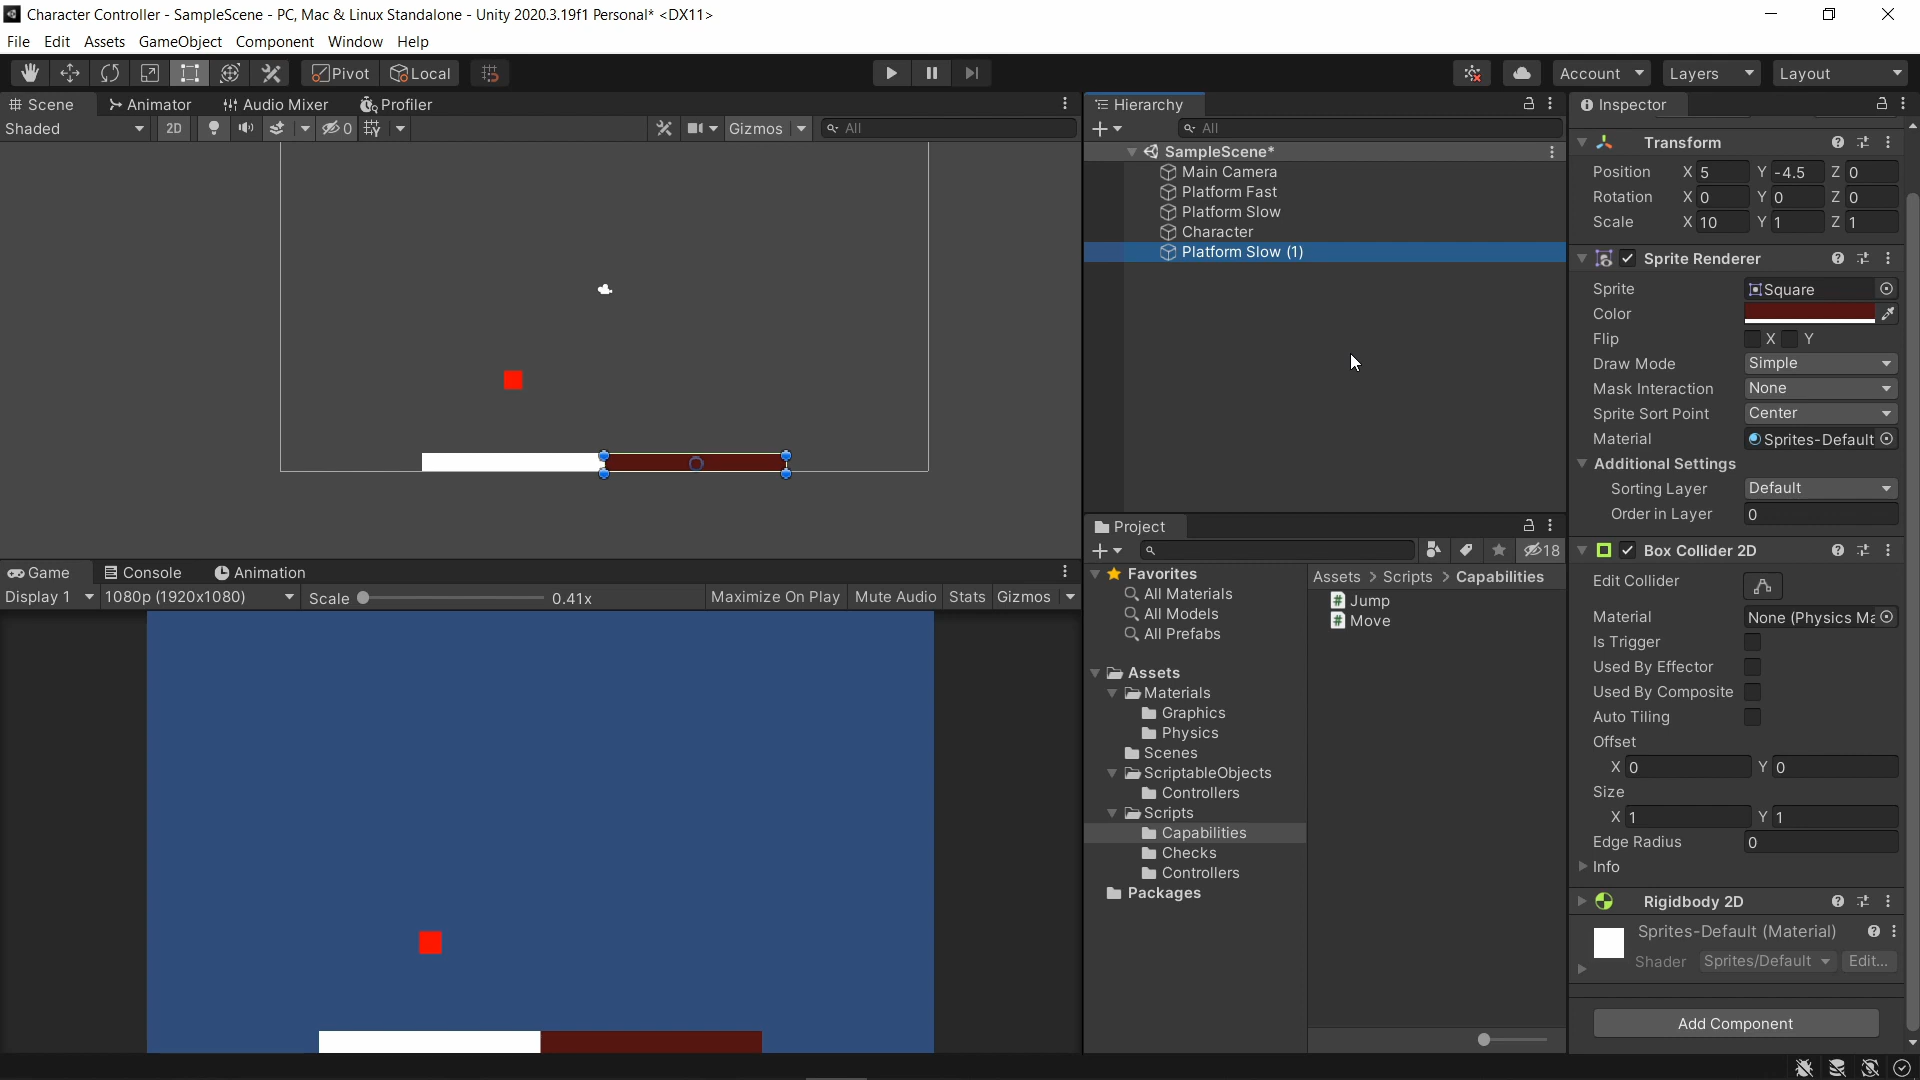 Character Controller - SampleScene - PC, Mac & Linux Standalone - Unity 2020.3.19f1 Personal* <DX11>
File Edit Assets GameObject Component Window Help
Pivot Local Account Layers Layout
Scene Animator Audio Mixer Profiler
Shaded 2D 0 Gizmos All
Hierarchy
All
SampleScene*
Main Camera
Platform Fast
Platform Slow
Character
Platform Slow (1)
Game Console Animation
Display 1 1080p (1920x1080) Scale 0.41x Maximize On Play Mute Audio Stats Gizmos
Project
18
Favorites
All Materials
All Models
All Prefabs
Assets
Materials
Graphics
Physics
Scenes
ScriptableObjects
Controllers
Scripts
Capabilities
Checks
Controllers
Packages
Assets > Scripts > Capabilities
Jump
Move
Inspector
Transform
Position X 5 Y -4.5 Z 0
Rotation X 0 Y 0 Z 0
Scale X 10 Y 1 Z 1
Sprite Renderer
Sprite Square
Color
Flip X Y
Draw Mode Simple
Mask Interaction None
Sprite Sort Point Center
Material Sprites-Default
Additional Settings
Sorting Layer Default
Order in Layer 0
Box Collider 2D
Edit Collider
Material None (Physics Ma
Is Trigger
Used By Effector
Used By Composite
Auto Tiling
Offset
X 0 Y 0
Size
X 1 Y 1
Edge Radius 0
Info
Rigidbody 2D
Sprites-Default (Material)
Shader Sprites/Default Edit...
Add Component